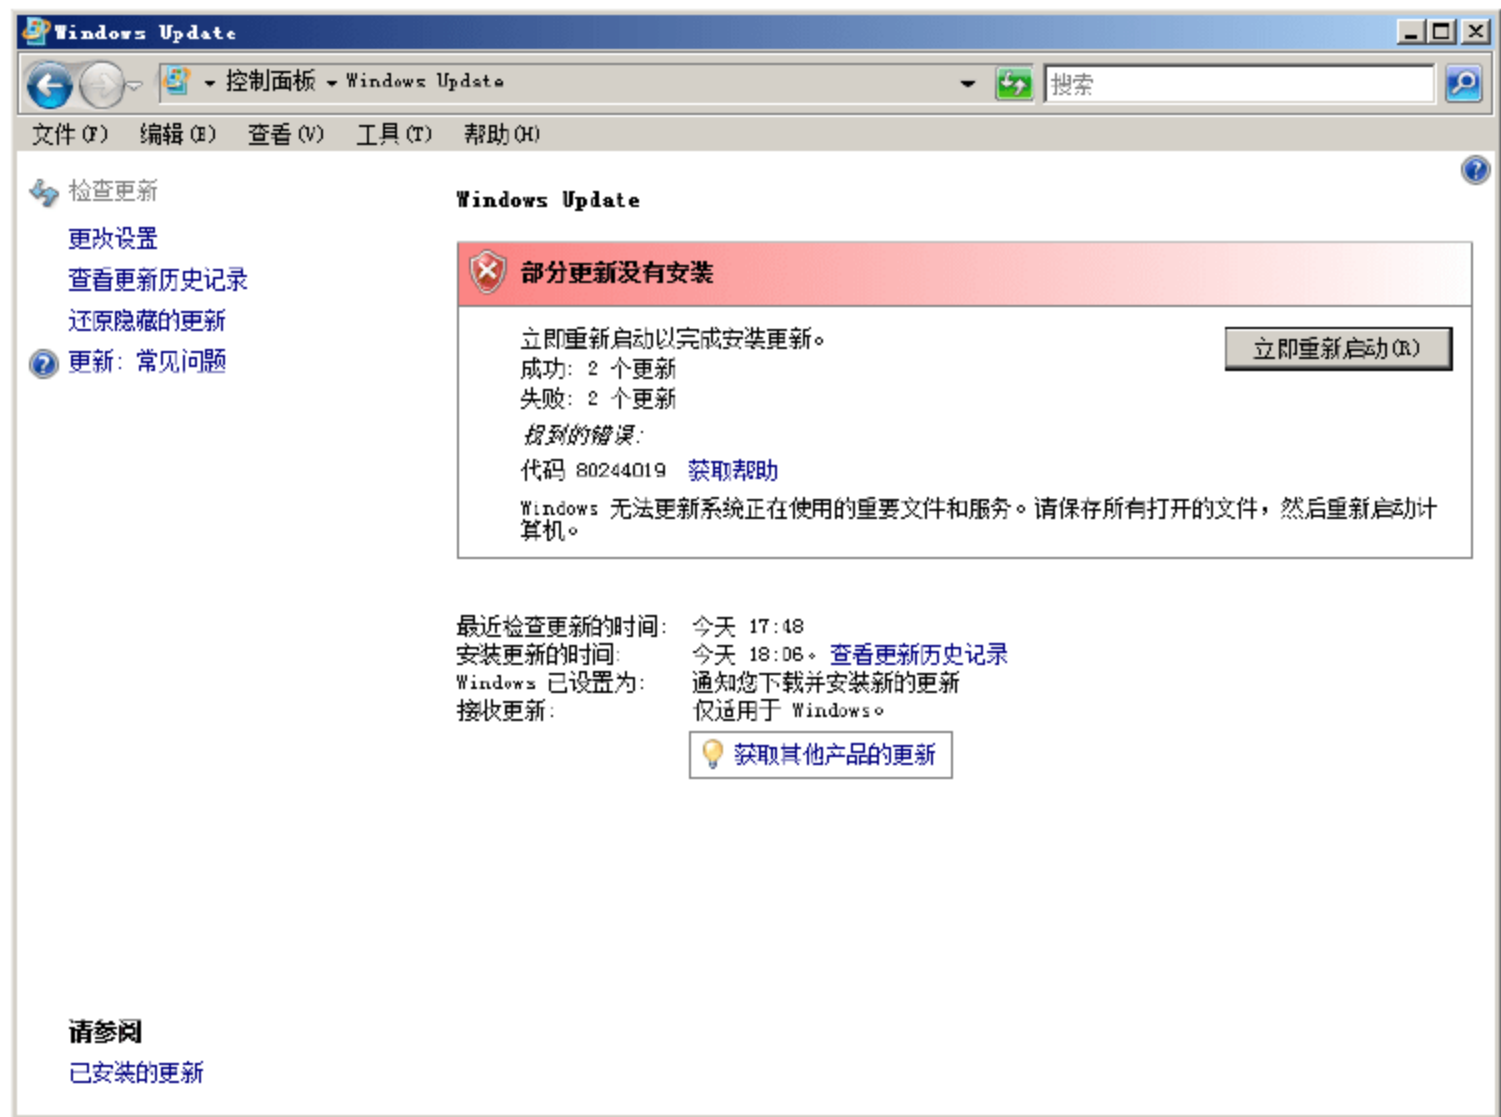 Windows Update
控制面板 Windows Update
搜索
文件(F) 编辑(E) 查看(V) 工具(T) 帮助(H)
检查更新
更改设置
查看更新历史记录
还原隐藏的更新
更新: 常见问题
Windows Update
部分更新没有安装
立即重新启动以完成安装更新。
立即重新启动(R)
成功: 2 个更新
失败: 2 个更新
找到的错误:
代码 80244019 获取帮助
Windows 无法更新系统正在使用的重要文件和服务。请保存所有打开的文件，然后重新启动计
算机。
最近检查更新的时间: 今天 17:48
安装更新的时间: 今天 18:06。查看更新历史记录
Windows 已设置为: 通知您下载并安装新的更新
接收更新: 仅适用于 Windows。
获取其他产品的更新
请参阅
已安装的更新